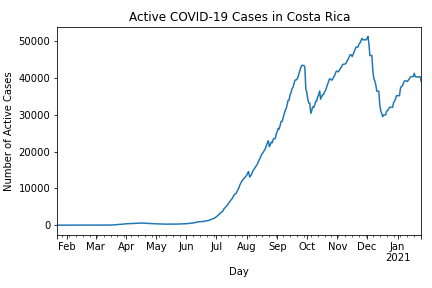 Active COVID-19 Cases in Costa Rica
Number of Active Cases
50000
40000
30000
20000
10000
0
Feb Mar Apr May Jun Jul Aug Sep Oct Nov Dec Jan
2021
Day